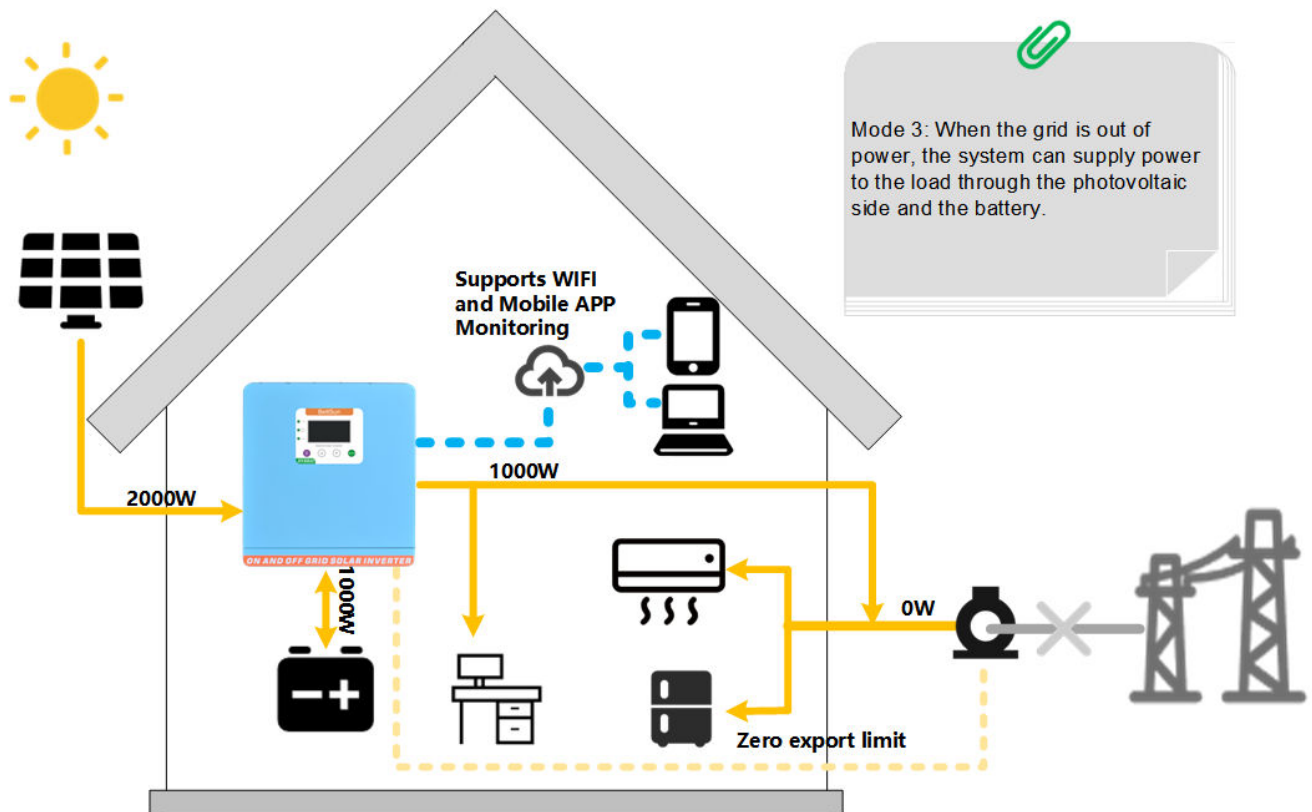 Mode 3: When the grid is out of
power, the system can supply power
to the load through the photovoltaic
side and the battery.
Supports WIFI
and Mobile APP
Monitoring
2000W
1000W
ON AND OFF GRID SOLAR INVERTER
1000W
0W
Zero export limit